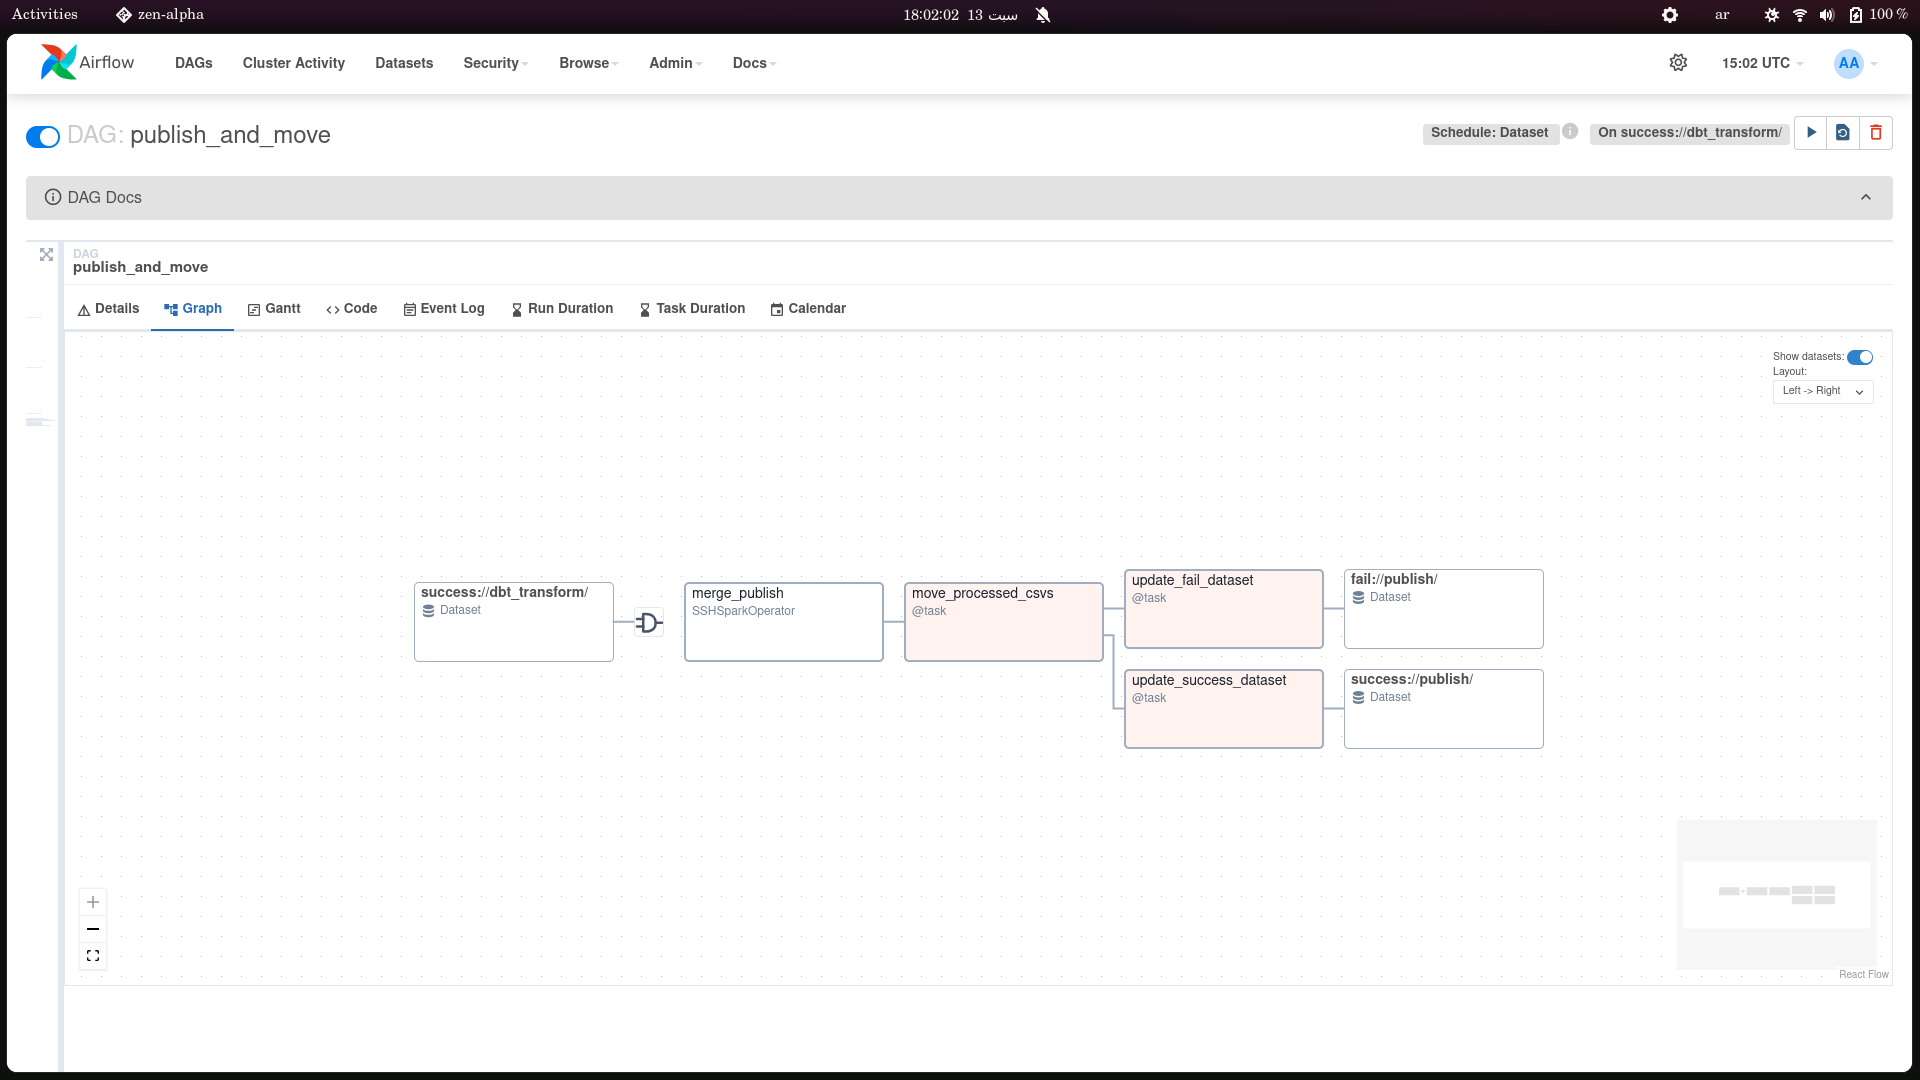 Activities
zen-alpha
18:02:02 سبت 13
ar
100 %
Airflow
DAGs
Cluster Activity
Datasets
Security
Browse
Admin
Docs
15:02 UTC
AA
DAG: publish_and_move
Schedule: Dataset
On success://dbt_transform/
DAG Docs
DAG
publish_and_move
Details
Graph
Gantt
Code
Event Log
Run Duration
Task Duration
Calendar
Show datasets:
Layout:
Left -> Right
success://dbt_transform/
Dataset
merge_publish
SSHSparkOperator
move_processed_csvs
@task
update_fail_dataset
@task
fail://publish/
Dataset
update_success_dataset
@task
success://publish/
Dataset
React Flow